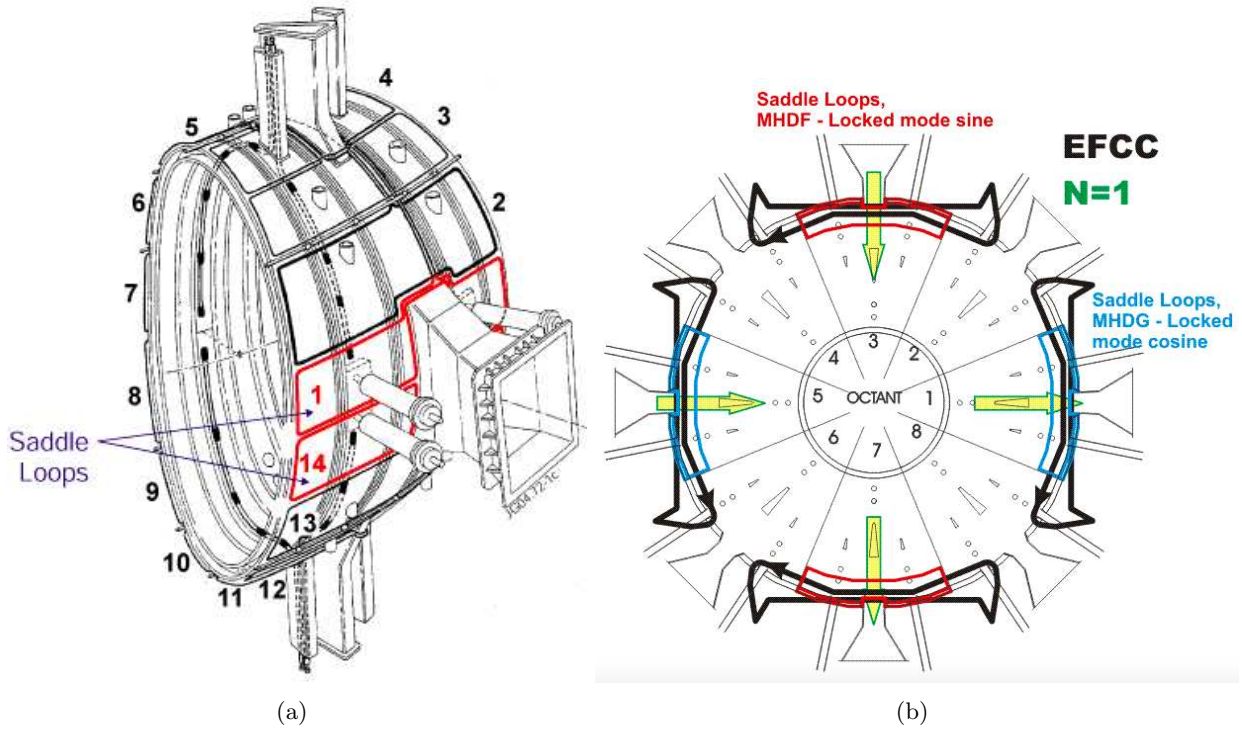 4
3
5
2
6
7
1
8
Saddle
Loops
14
9
JG04.72-1c
13
10
12
11
(a)
Saddle Loops,
MHDF - Locked mode sine
EFCC
N=1
Saddle Loops,
MHDG - Locked
mode cosine
3
4
2
5
OCTANT
1
6
8
7
(b)